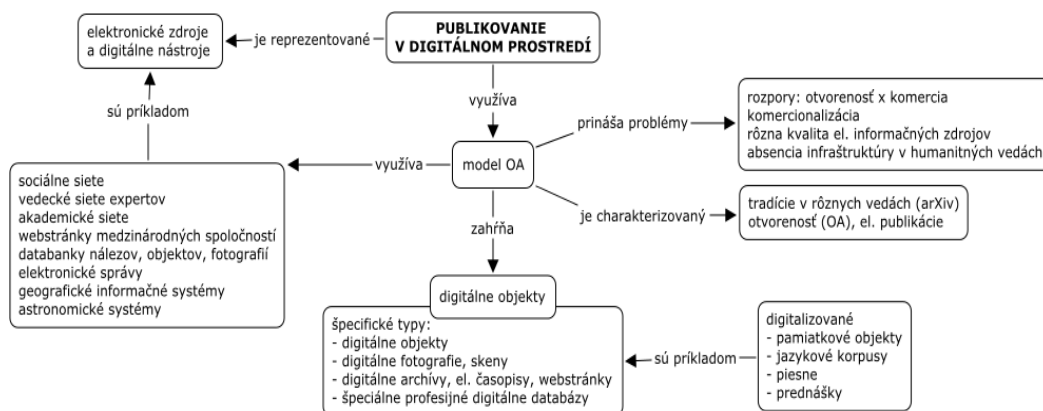 PUBLIKOVANIE
V DIGITÁLNOM PROSTREDÍ
je reprezentované
elektronické zdroje
a digitálne nástroje
sú príkladom
využíva
model OA
prináša problémy
rozpory: otvorenosť x komercia
komercionalizácia
rôzna kvalita el. informačných zdrojov
absencia infraštruktúry v humanitných vedách
využíva
sociálne siete
vedecké siete expertov
akademické siete
webstránky medzinárodných spoločností
databanky nálezov, objektov, fotografií
elektronické správy
geografické informačné systémy
astronomické systémy
je charakterizovaný
tradície v rôznych vedách (arXiv)
otvorenosť (OA), el. publikácie
zahŕňa
digitálne objekty
špecifické typy:
- digitálne objekty
- digitálne fotografie, skeny
- digitálne archívy, el. časopisy, webstránky
- špeciálne profesijné digitálne databázy
sú príkladom
digitalizované
- pamiatkové objekty
- jazykové korpusy
- piesne
- prednášky